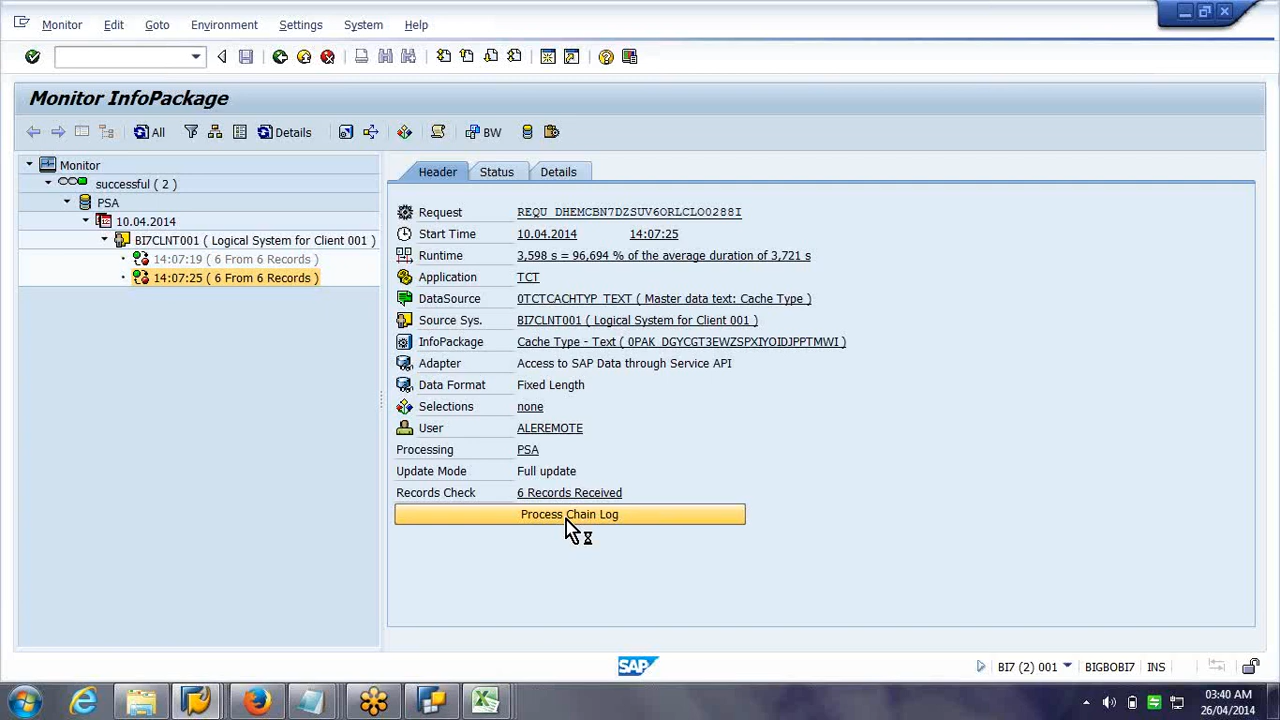 Monitor Edit Goto Environment Settings System Help
Monitor InfoPackage
All Details BW
Monitor
successful ( 2 )
PSA
10.04.2014
BI7CLNT001 ( Logical System for Client 001 )
14:07:19 ( 6 From 6 Records )
14:07:25 ( 6 From 6 Records )
Header Status Details
Request REQU_DHEMCBN7DZSUV6ORLCLO0288I
Start Time 10.04.2014 14:07:25
Runtime 3,598 s = 96,694 % of the average duration of 3,721 s
Application TCT
DataSource 0TCTCACHTYP_TEXT ( Master data text: Cache Type )
Source Sys. BI7CLNT001 ( Logical System for Client 001 )
InfoPackage Cache Type - Text ( 0PAK_DGYCGT3EWZSPXIYOIDJPPTMWI )
Adapter Access to SAP Data through Service API
Data Format Fixed Length
Selections none
User ALEREMOTE
Processing PSA
Update Mode Full update
Records Check 6 Records Received
Process Chain Log
SAP BI7 (2) 001 BIGBOBI7 INS
03:40 AM
26/04/2014